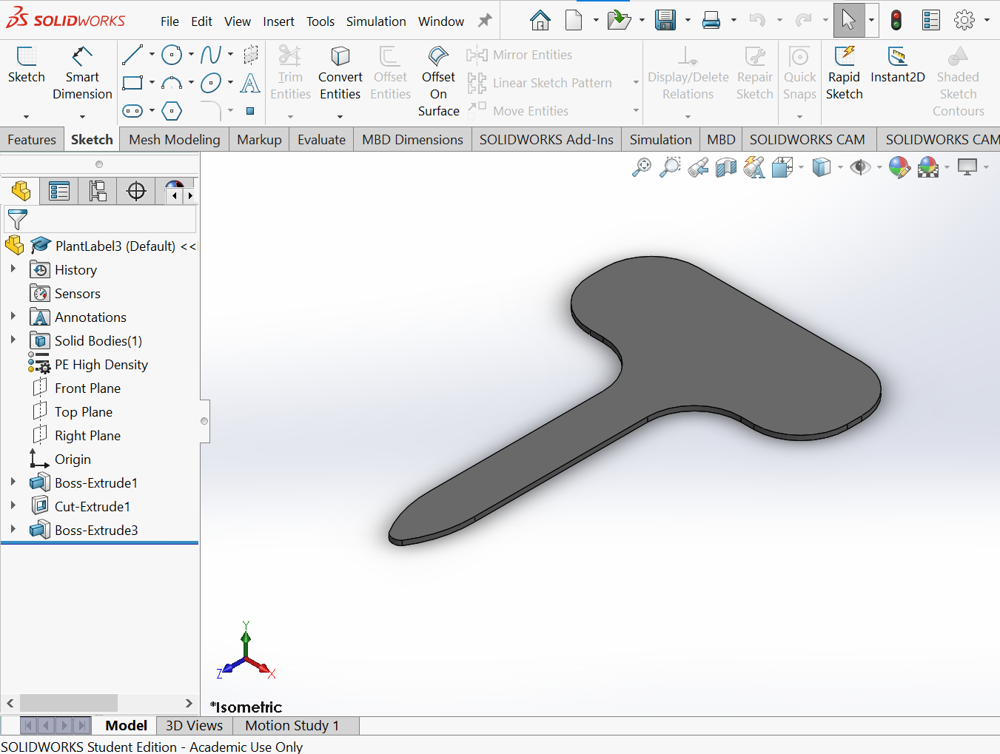 SOLIDWORKS File Edit View Insert Tools Simulation Window
Sketch Smart Dimension Trim Entities Convert Entities Offset Entities Offset On Surface Mirror Entities Linear Sketch Pattern Move Entities Display/Delete Relations Repair Sketch Quick Snaps Rapid Sketch Instant2D Shaded Sketch Contours
Features Sketch Mesh Modeling Markup Evaluate MBD Dimensions SOLIDWORKS Add-Ins Simulation MBD SOLIDWORKS CAM SOLIDWORKS CAM
PlantLabel3 (Default) <<
History
Sensors
Annotations
Solid Bodies(1)
PE High Density
Front Plane
Top Plane
Right Plane
Origin
Boss-Extrude1
Cut-Extrude1
Boss-Extrude3
Y
Z
X
*Isometric
Model 3D Views Motion Study 1
SOLIDWORKS Student Edition - Academic Use Only